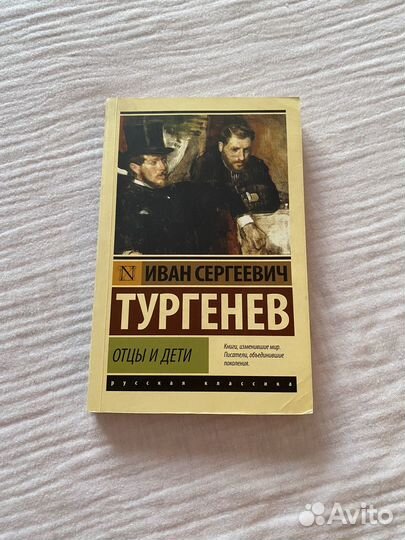 N
ИВАН СЕРГЕЕВИЧ
ТУРГЕНЕВ
ОТЦЫ И ДЕТИ
Книги, изменившие мир.
Писатели, объединившие
поколения.
русская классика
Avito